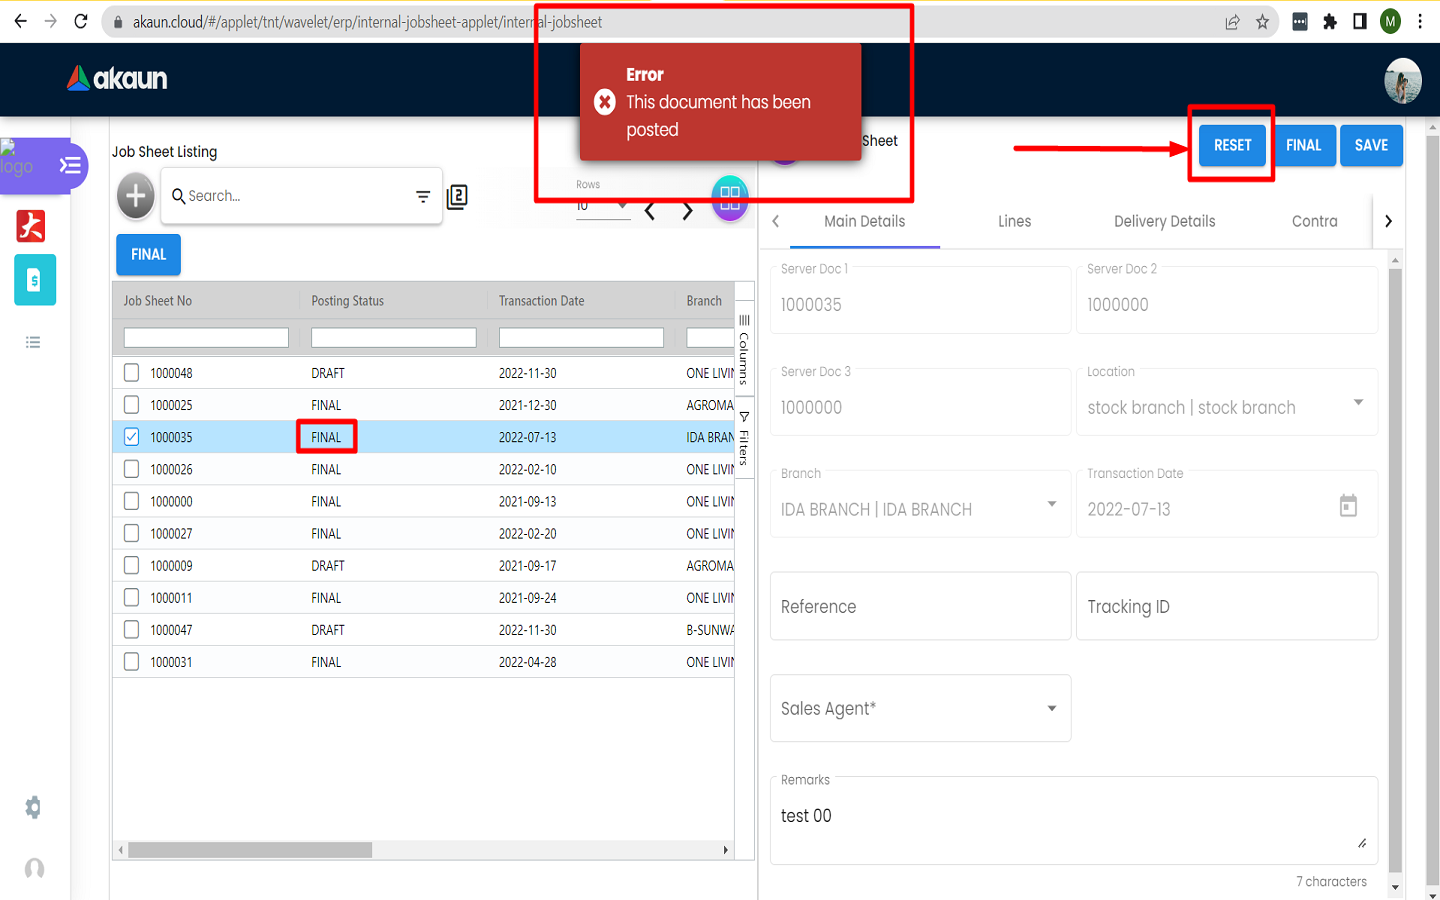 akaun.cloud/#/applet/tnt/wavelet/erp/internal-jobsheet-applet/internal-jobsheet
M
akaun
Error
This document has been
posted
Sheet
RESET
FINAL
SAVE
logo
Job Sheet Listing
Search...
2
Rows
10
FINAL
Main Details
Lines
Delivery Details
Contra
Job Sheet No
Posting Status
Transaction Date
Branch
1000048 DRAFT 2022-11-30 ONE LIVIN
1000025 FINAL 2021-12-30 AGROMA
1000035 FINAL 2022-07-13 IDA BRAN
1000026 FINAL 2022-02-10 ONE LIVIN
1000000 FINAL 2021-09-13 ONE LIVIN
1000027 FINAL 2022-02-20 ONE LIVIN
1000009 DRAFT 2021-09-17 AGROMA
1000011 FINAL 2021-09-24 ONE LIVIN
1000047 DRAFT 2022-11-30 B-SUNWA
1000031 FINAL 2022-04-28 ONE LIVIN
Columns
Filters
Server Doc 1
1000035
Server Doc 2
1000000
Server Doc 3
1000000
Location
stock branch | stock branch
Branch
IDA BRANCH | IDA BRANCH
Transaction Date
2022-07-13
Reference
Tracking ID
Sales Agent*
Remarks
test 00
7 characters